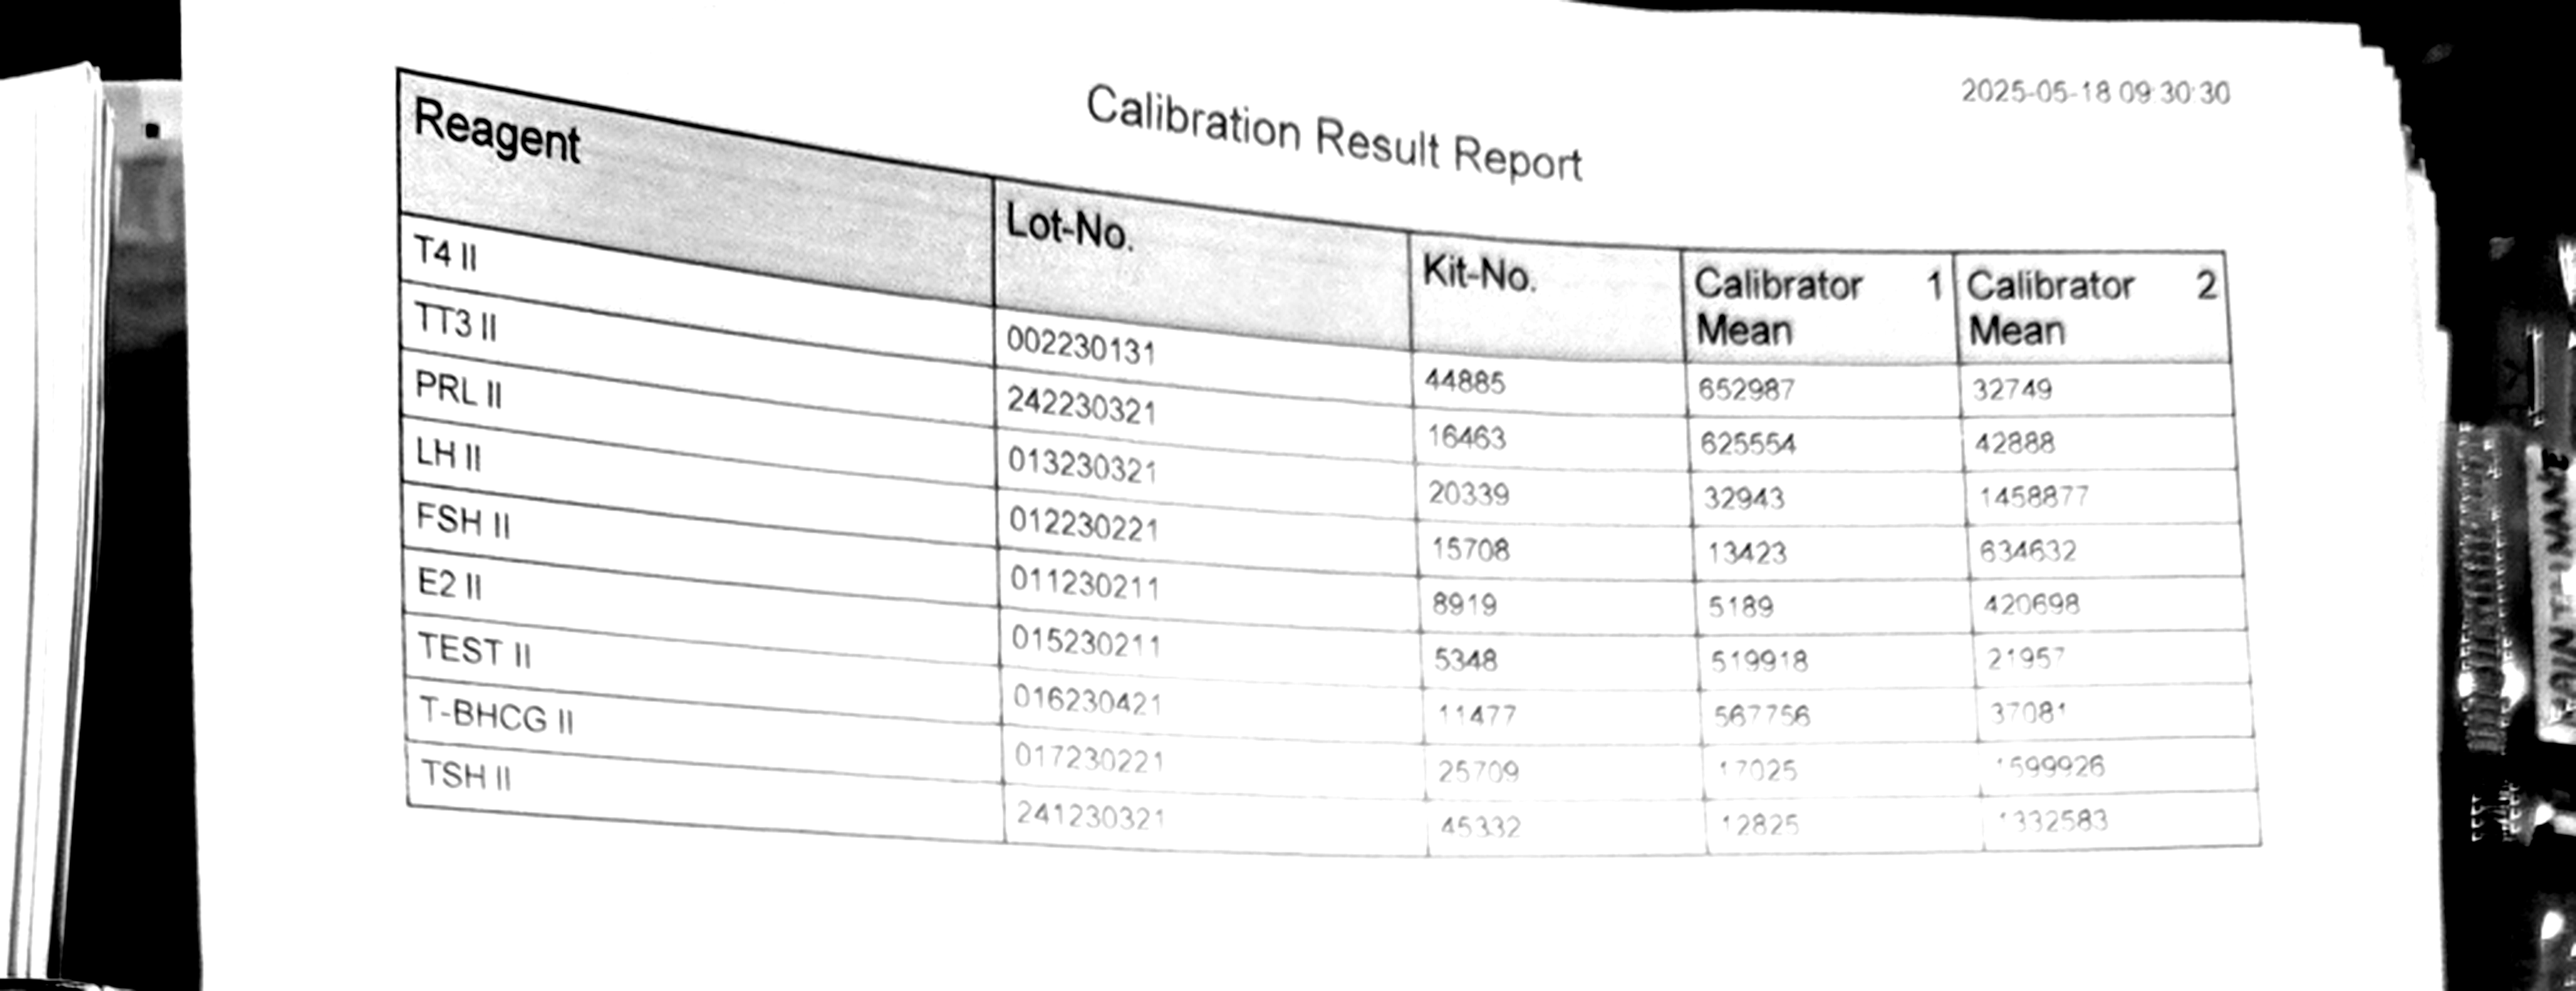 2025-05-18 09:30:30
Calibration Result Report
Reagent Lot-No. Kit-No. Calibrator 1 Mean Calibrator 2 Mean
T4 II 002230131 44885 652987 32749
TT3 II 242230321 16463 625554 42888
PRL II 013230321 20339 32943 1458877
LH II 012230221 15708 13423 634632
FSH II 011230211 8919 5189 420698
E2 II 015230211 5348 519918 21957
TEST II 016230421 11477 567756 37081
T-BHCG II 017230221 25709 17025 1599926
TSH II 241230321 45332 12825 1332583